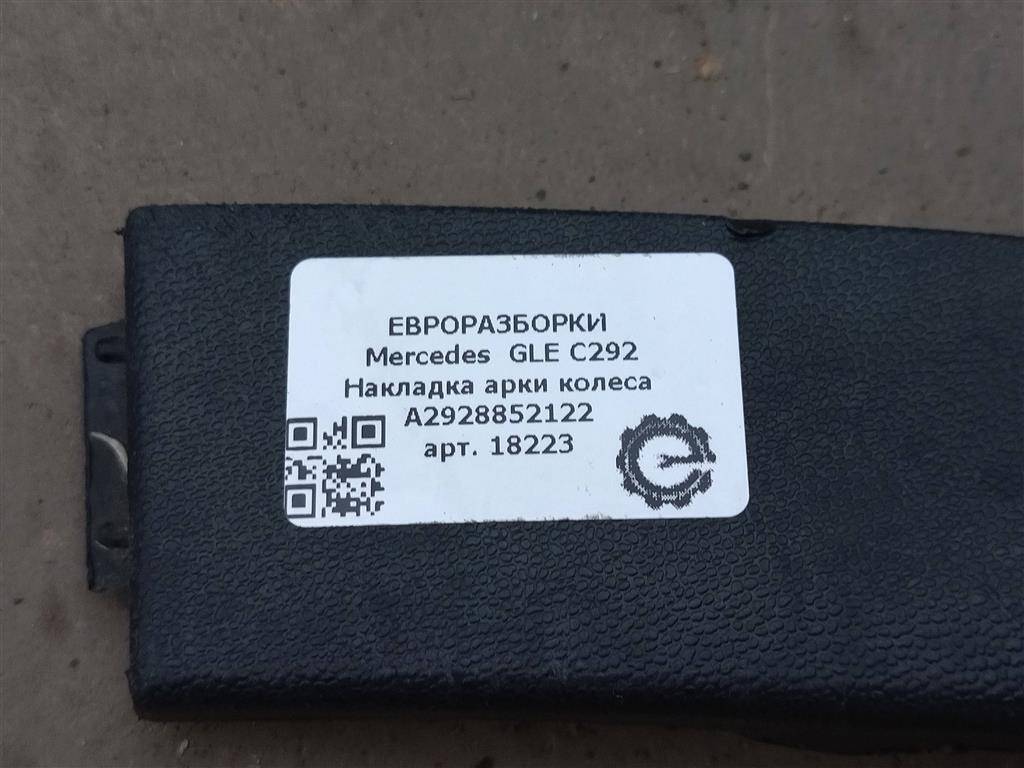 ЕВРОРАЗБОРКИ
Mercedes GLE C292
Накладка арки колеса
A2928852122
арт. 18223